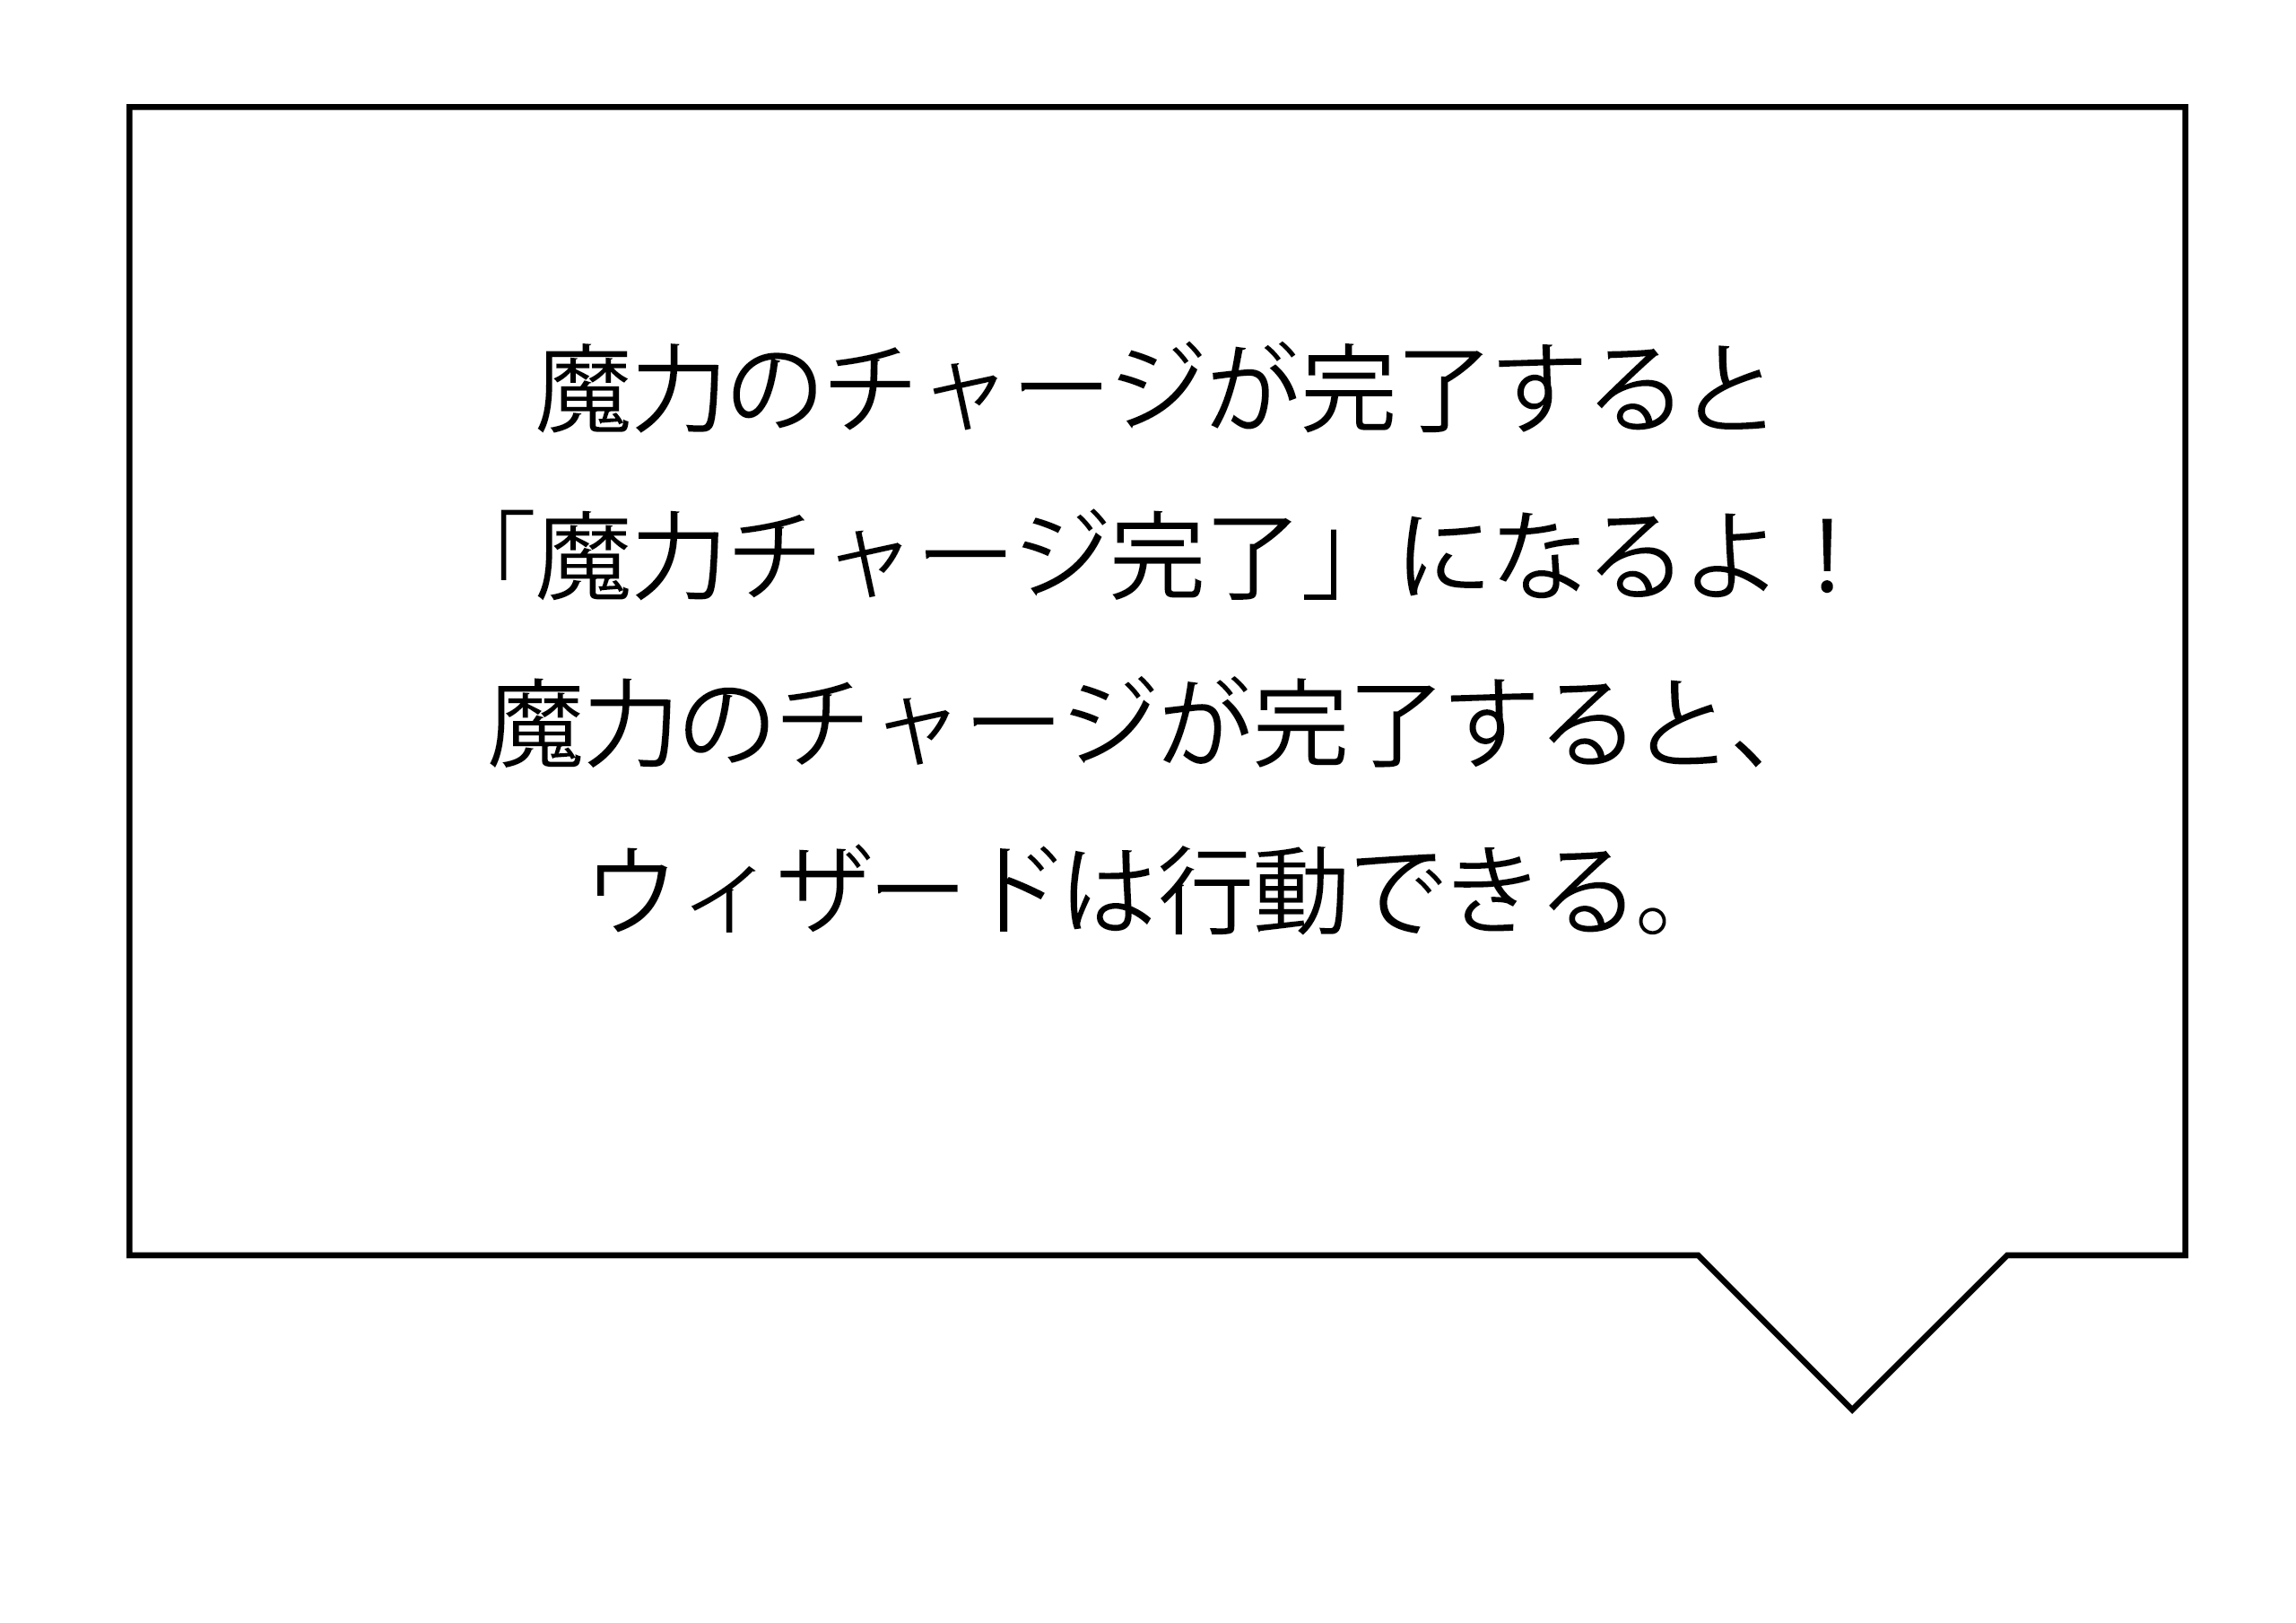 魔力のチャージが完了すると
「魔力チャージ完了」になるよ！
魔力のチャージが完了すると、
ウィザードは行動できる。